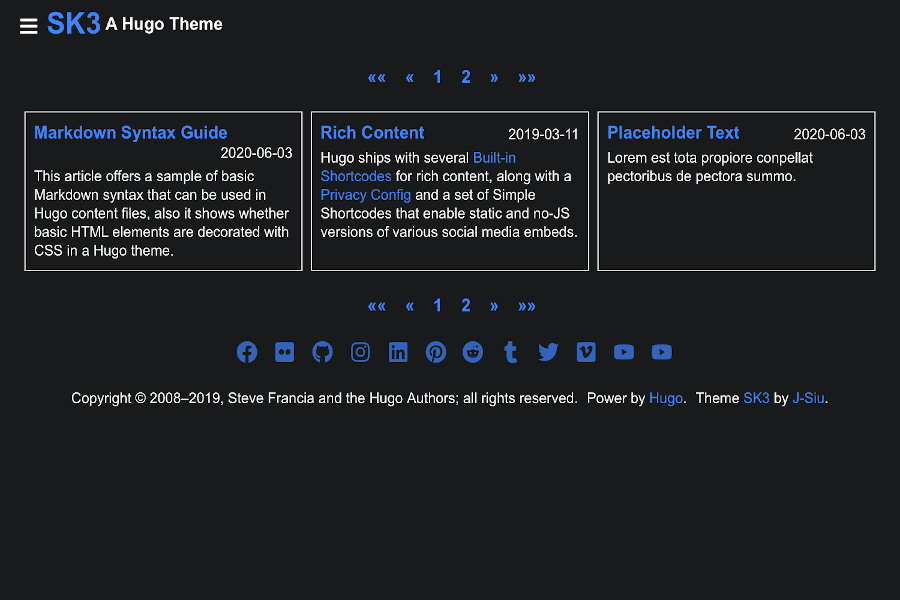 SK3 A Hugo Theme
«« « 1 2 » »»
Markdown Syntax Guide
2020-06-03
This article offers a sample of basic
Markdown syntax that can be used in
Hugo content files, also it shows whether
basic HTML elements are decorated with
CSS in a Hugo theme.
Rich Content 2019-03-11
Hugo ships with several Built-in
Shortcodes for rich content, along with a
Privacy Config and a set of Simple
Shortcodes that enable static and no-JS
versions of various social media embeds.
Placeholder Text 2020-06-03
Lorem est tota propiore conpellat
pectoribus de pectora summo.
«« « 1 2 » »»
Copyright © 2008–2019, Steve Francia and the Hugo Authors; all rights reserved. Power by Hugo. Theme SK3 by J-Siu.